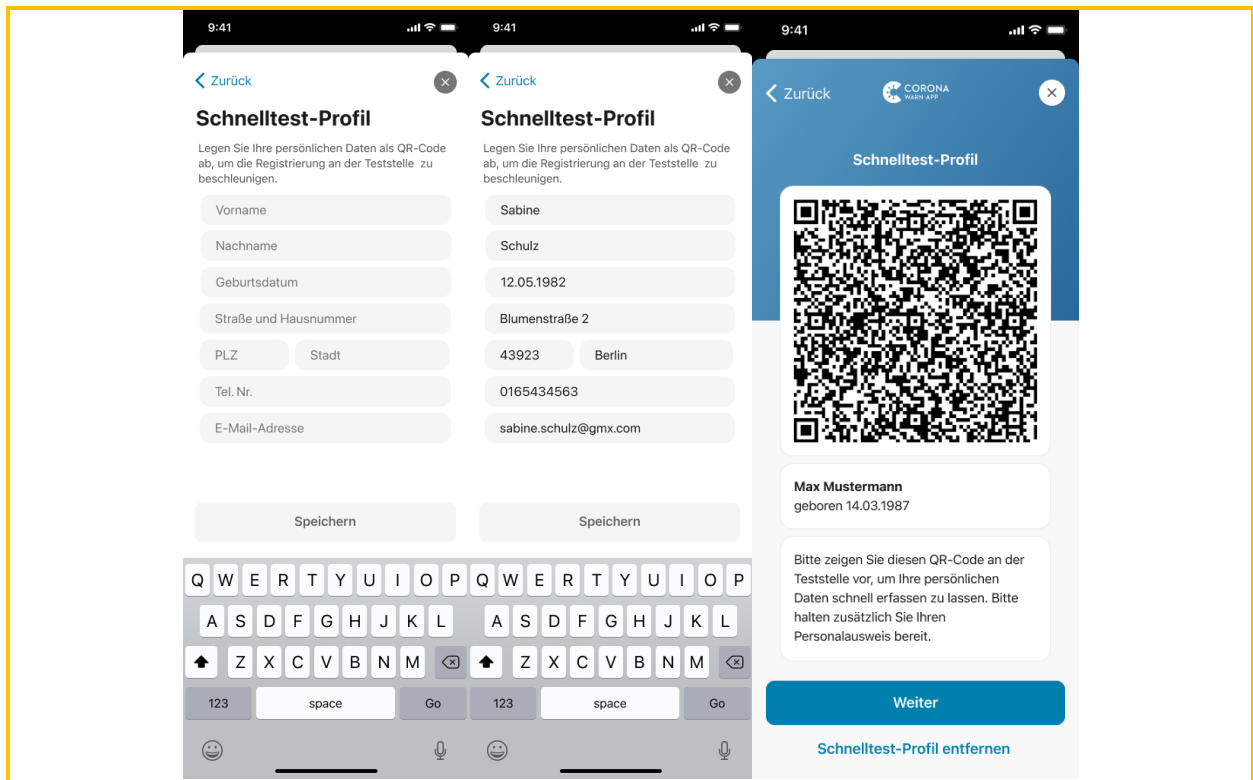 9:41
Zurück
Schnelltest-Profil
Legen Sie Ihre persönlichen Daten als QR-Code
ab, um die Registrierung an der Teststelle zu
beschleunigen.
Vorname
Nachname
Geburtsdatum
Straße und Hausnummer
PLZ Stadt
Tel. Nr.
E-Mail-Adresse
Speichern
Q W E R T Y U I O P
A S D F G H J K L
Z X C V B N M
123 space Go
9:41
Zurück
Schnelltest-Profil
Legen Sie Ihre persönlichen Daten als QR-Code
ab, um die Registrierung an der Teststelle zu
beschleunigen.
Sabine
Schulz
12.05.1982
Blumenstraße 2
43923 Berlin
0165434563
sabine.schulz@gmx.com
Speichern
Q W E R T Y U I O P
A S D F G H J K L
Z X C V B N M
123 space Go
9:41
Zurück
CORONA
WARN-APP
Schnelltest-Profil
Max Mustermann
geboren 14.03.1987
Bitte zeigen Sie diesen QR-Code an der
Teststelle vor, um Ihre persönlichen
Daten schnell erfassen zu lassen. Bitte
halten zusätzlich Sie Ihren
Personalausweis bereit.
Weiter
Schnelltest-Profil entfernen